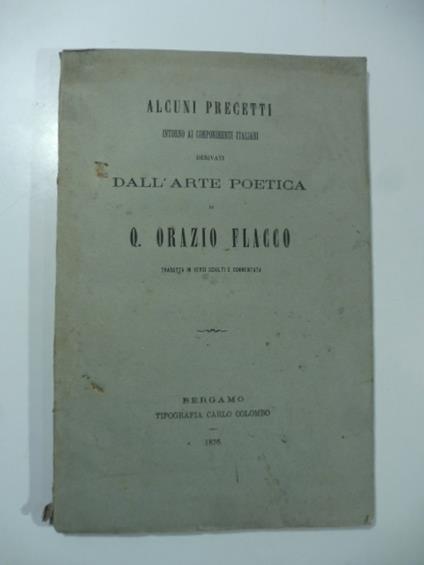 ALCUNI PRECETTI
INTORNO AI COMPONIMENTI ITALIANI
DERIVATI
DALL'ARTE POETICA
DI
Q. ORAZIO FLACCO
TRADOTTA IN VERSI SCIOLTI E COMMENTATA
BERGAMO
TIPOGRAFIA CARLO COLOMBO
1876